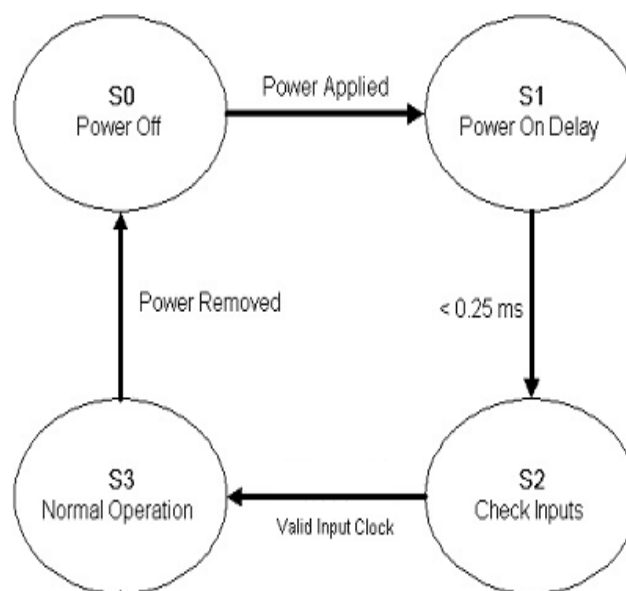 S0
Power Off
Power Applied
S1
Power On Delay
Power Removed
< 0.25 ms
S3
Normal Operation
Valid Input Clock
S2
Check Inputs